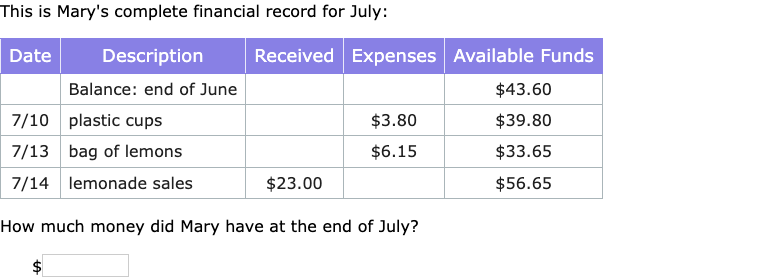 This is Mary's complete financial record for July:
Date Description Received Expenses Available Funds
Balance: end of June $43.60
7/10 plastic cups $3.80 $39.80
7/13 bag of lemons $6.15 $33.65
7/14 lemonade sales $23.00 $56.65
How much money did Mary have at the end of July?
$